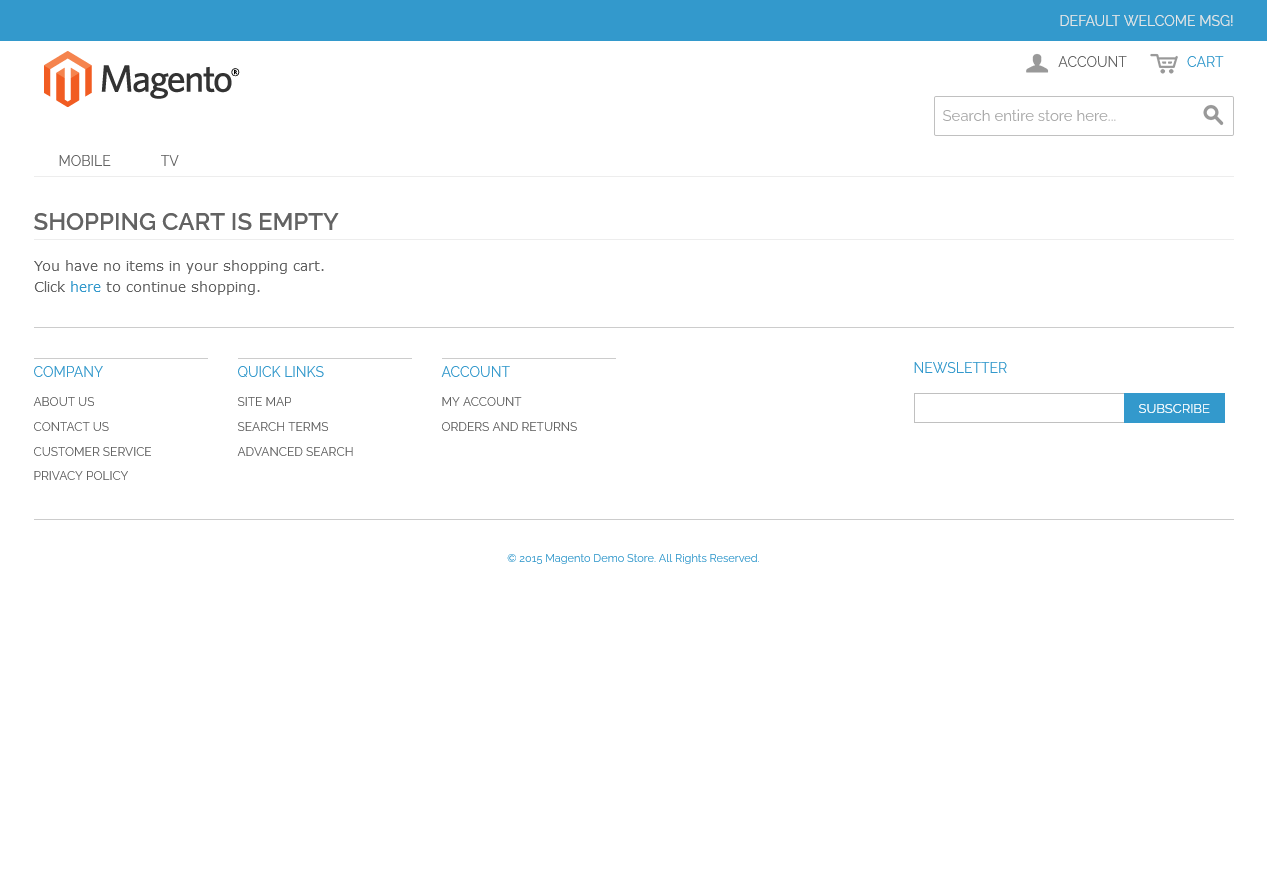 DEFAULT WELCOME MSG!
Magento®
ACCOUNT
CART
Search entire store here...
MOBILE
TV
SHOPPING CART IS EMPTY
You have no items in your shopping cart.
Click here to continue shopping.
COMPANY
ABOUT US
CONTACT US
CUSTOMER SERVICE
PRIVACY POLICY
QUICK LINKS
SITE MAP
SEARCH TERMS
ADVANCED SEARCH
ACCOUNT
MY ACCOUNT
ORDERS AND RETURNS
NEWSLETTER
SUBSCRIBE
© 2015 Magento Demo Store. All Rights Reserved.